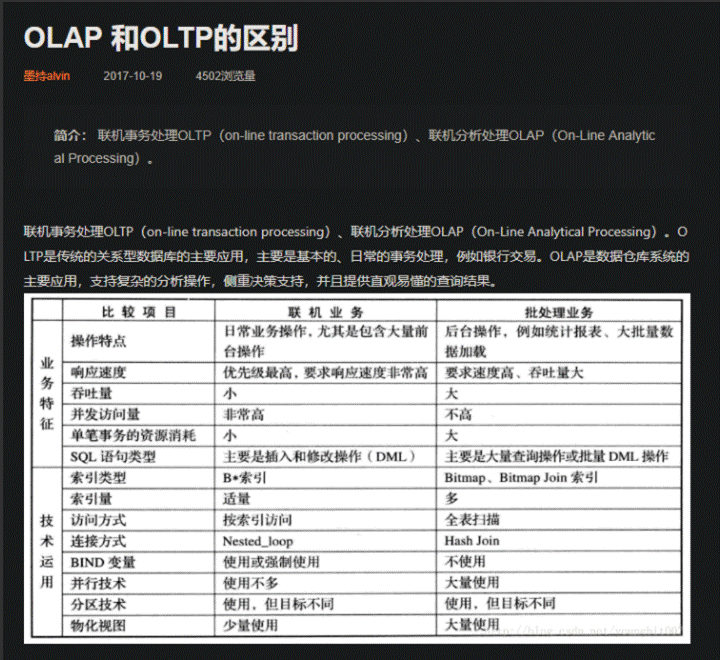 OLAP 和OLTP的区别
墨持alvin 2017-10-19 4502浏览量
简介: 联机事务处理OLTP（on-line transaction processing）、联机分析处理OLAP（On-Line Analytic
al Processing）。
联机事务处理OLTP（on-line transaction processing）、联机分析处理OLAP（On-Line Analytical Processing）。O
LTP是传统的关系型数据库的主要应用，主要是基本的、日常的事务处理，例如银行交易。OLAP是数据仓库系统的
主要应用，支持复杂的分析操作，侧重决策支持，并且提供直观易懂的查询结果。
比较项目 联机业务 批处理业务
业务特征
操作特点 日常业务操作，尤其是包含大量前 后台操作，例如统计报表、大批量数
台操作 据加载
响应速度 优先级最高，要求响应速度非常高 要求速度高、吞吐量大
吞吐量 小 大
并发访问量 非常高 不高
单笔事务的资源消耗 小 大
SQL 语句类型 主要是插入和修改操作（DML） 主要是大量查询操作或批量 DML 操作
技术运用
索引类型 B*索引 Bitmap、Bitmap Join 索引
索引量 适量 多
访问方式 按索引访问 全表扫描
连接方式 Nested_loop Hash Join
BIND 变量 使用或强制使用 不使用
并行技术 使用不多 大量使用
分区技术 使用，但目标不同 使用，但目标不同
物化视图 少量使用 大量使用